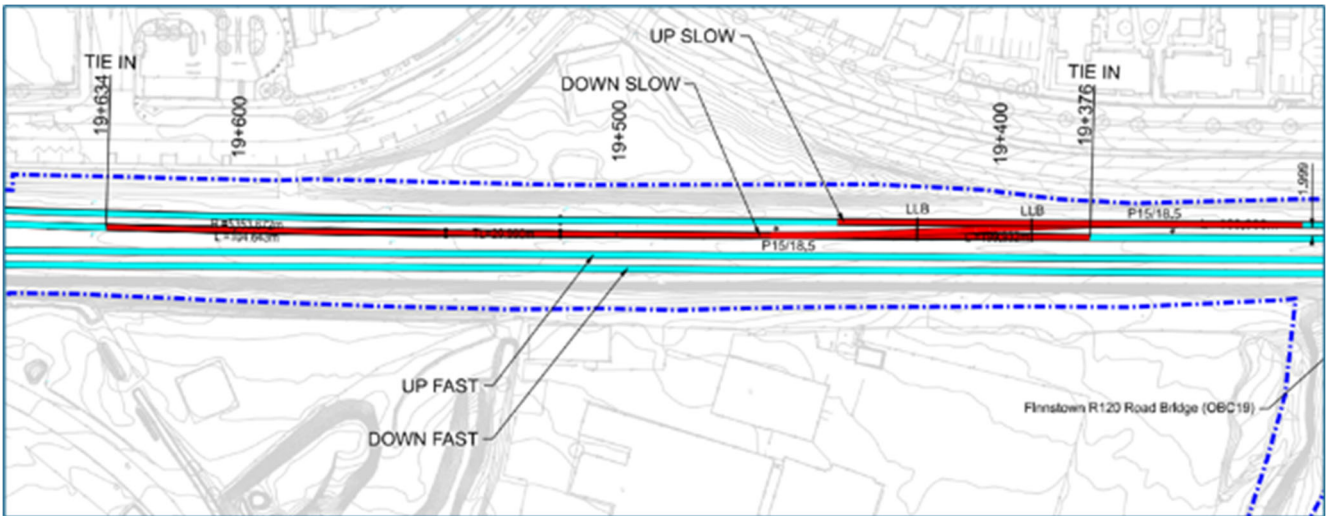 UP SLOW
TIE IN
DOWN SLOW
TIE IN
19+634
19+600
19+500
19+400
19+376
1,999
LLB
LLB
P15/18,5
P15/18,5
UP FAST
DOWN FAST
Finnstown R120 Road Bridge (OBC19)